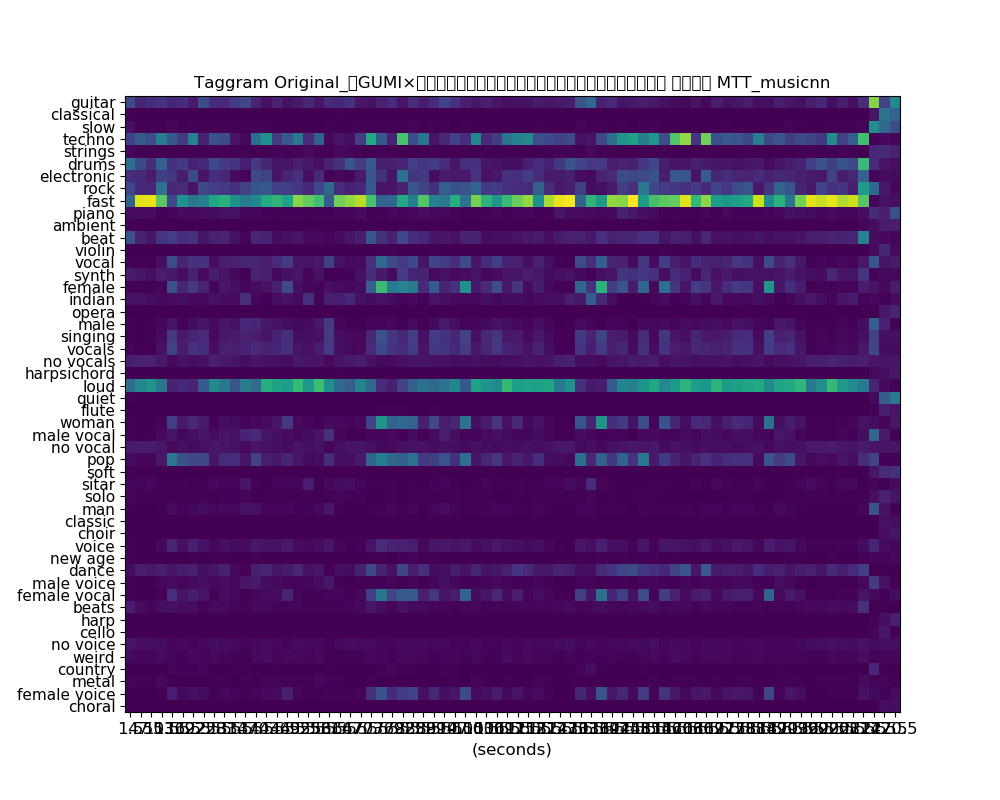 Taggram Original_ GUMI× MTT_musicnn
guitar
classical
slow
techno
strings
drums
electronic
rock
fast
piano
ambient
beat
violin
vocal
synth
female
indian
opera
male
singing
vocals
no vocals
harpsichord
loud
quiet
flute
woman
male vocal
no vocal
pop
soft
sitar
solo
man
classic
choir
voice
new age
dance
male voice
female vocal
beats
harp
cello
no voice
weird
country
metal
female voice
choral
(seconds)